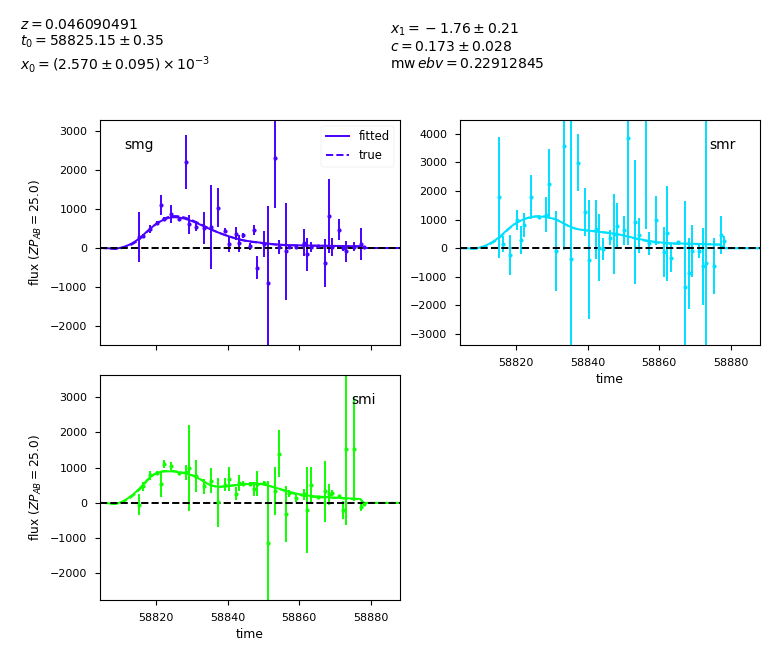 z = 0.046090491
t₀ = 58825.15 ± 0.35
x₀ = (2.570 ± 0.095) × 10⁻³
x₁ = −1.76 ± 0.21
c = 0.173 ± 0.028
mw ebv = 0.22912845
3000
2000
1000
0
−1000
−2000
flux (ZP_AB = 25.0)
smg
fitted
true
4000
3000
2000
1000
0
−1000
−2000
−3000
smr
58820
58840
58860
58880
time
3000
2000
1000
0
−1000
−2000
flux (ZP_AB = 25.0)
smi
58820
58840
58860
58880
time